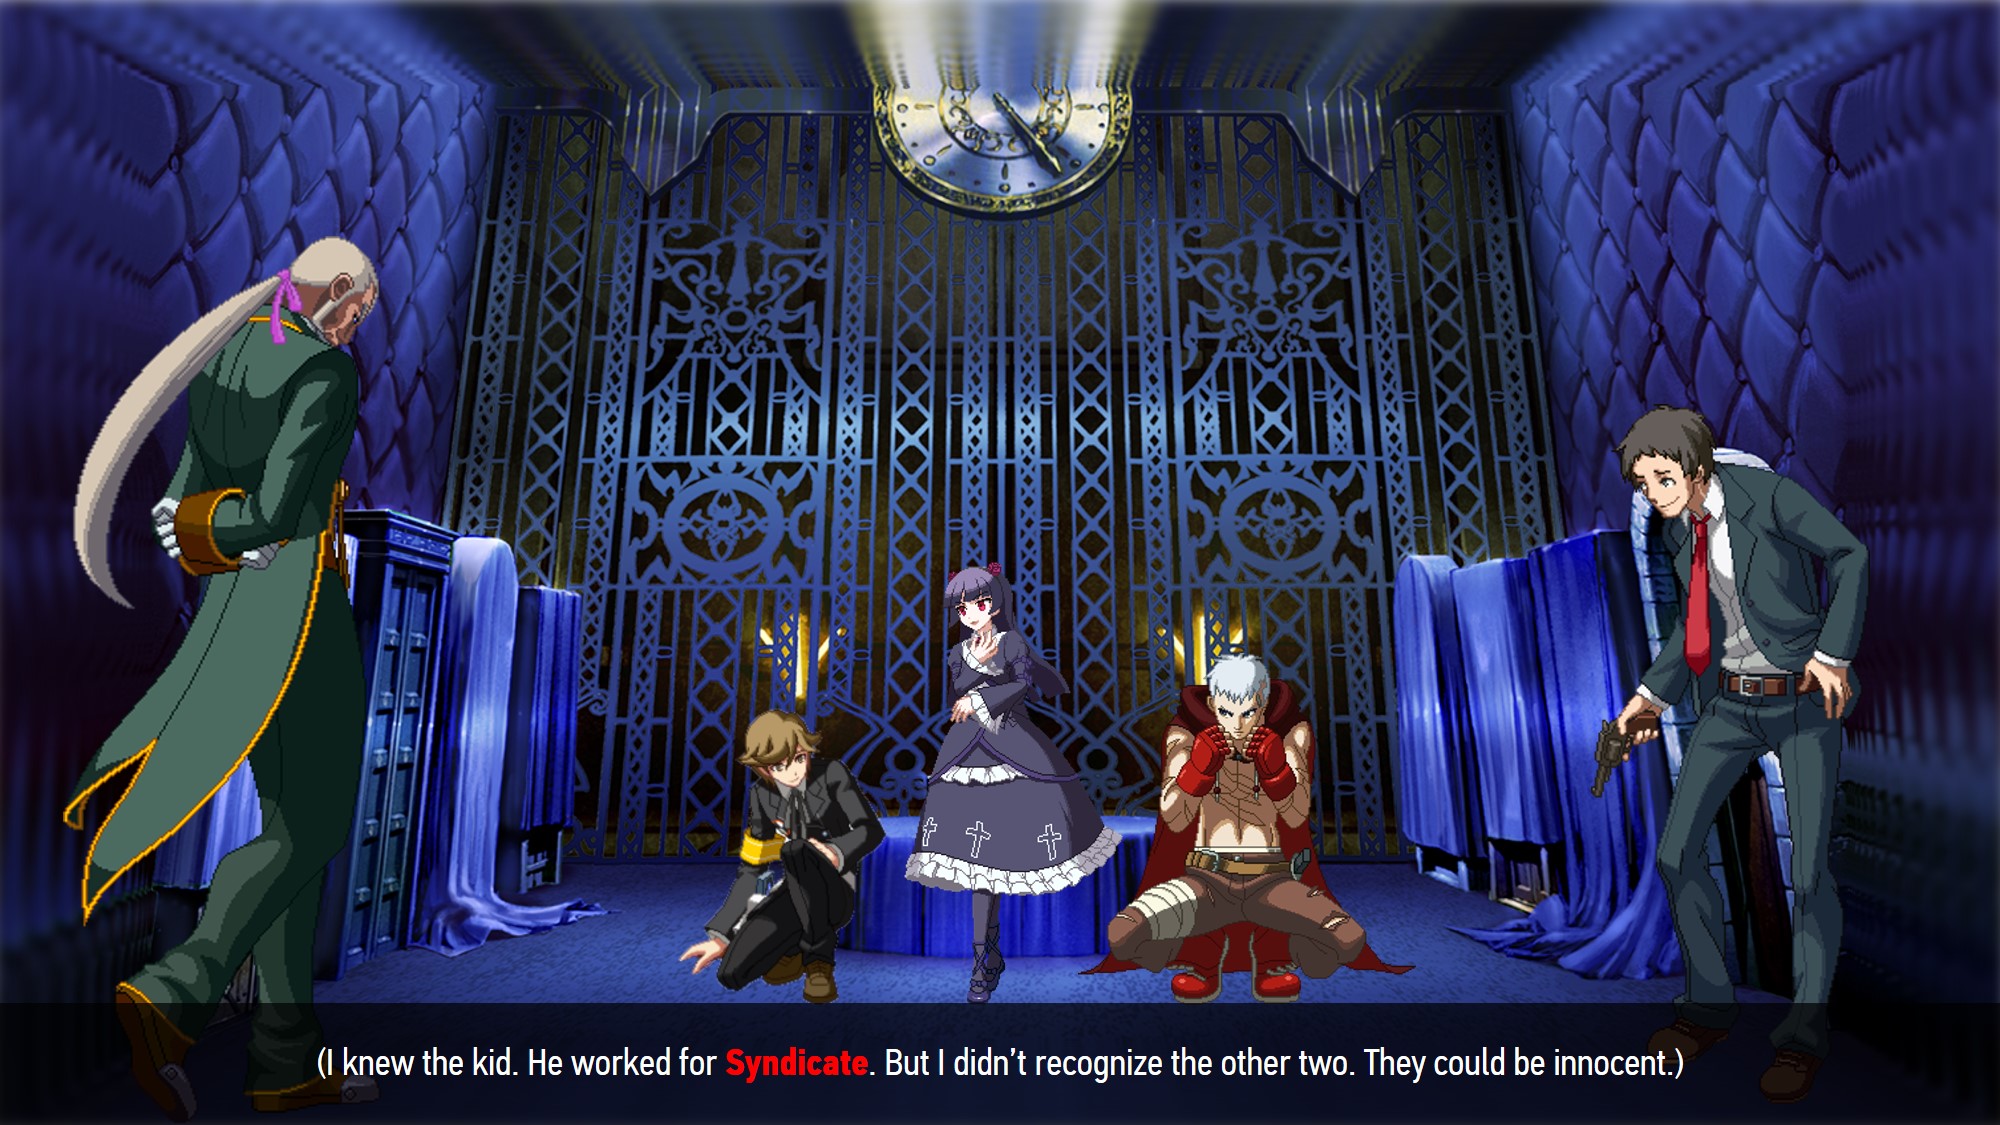 (I knew the kid. He worked for Syndicate. But I didn't recognize the other two. They could be innocent.)